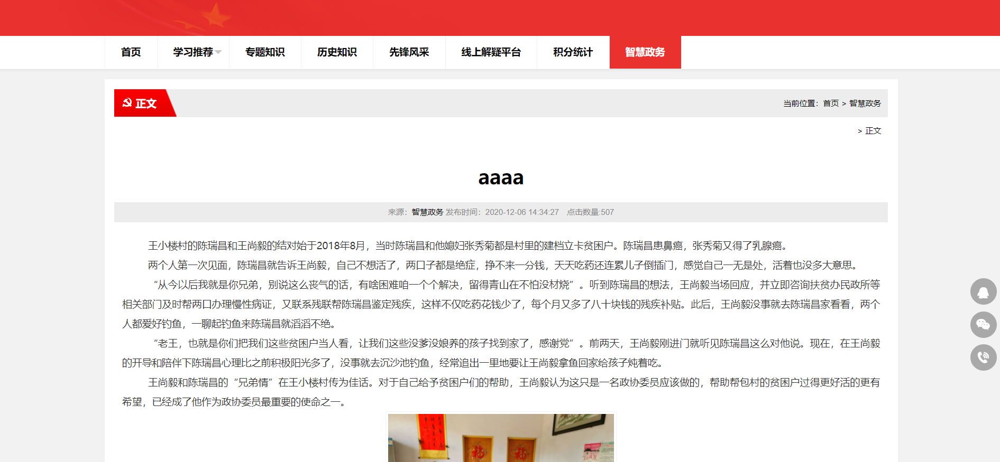 首页 学习推荐 专题知识 历史知识 先锋风采 线上解疑平台 积分统计 智慧政务
正文
当前位置：首页 > 智慧政务
> 正文
aaaa
来源：智慧政务 发布时间：2020-12-06 14:34:27 点击数量:507
王小楼村的陈瑞昌和王尚毅的结对始于2018年8月，当时陈瑞昌和他媳妇张秀菊都是村里的建档立卡贫困户。陈瑞昌患鼻癌，张秀菊又得了乳腺癌。
两个人第一次见面，陈瑞昌就告诉王尚毅，自己不想活了，两口子都是绝症，挣不来一分钱，天天吃药还连累儿子倒插门，感觉自己一无是处，活着也没多大意思。
“从今以后我就是你兄弟，别说这么丧气的话，有啥困难咱一个个解决，留得青山在不怕没材烧”。听到陈瑞昌的想法，王尚毅当场回应，并立即咨询扶贫办民政所等
相关部门及时帮两口办理慢性病证，又联系残联帮陈瑞昌鉴定残疾，这样不仅吃药花钱少了，每个月又多了八十块钱的残疾补贴。此后，王尚毅没事就去陈瑞昌家看看，两个
人都爱好钓鱼，一聊起钓鱼来陈瑞昌就滔滔不绝。
“老王，也就是你们把我们这些贫困户当人看，让我们这些没爹没娘养的孩子找到家了，感谢党”。前两天，王尚毅刚进门就听见陈瑞昌这么对他说。现在，在王尚毅
的开导和陪伴下陈瑞昌心理比之前积极阳光多了，没事就去沉沙池钓鱼，经常追出一里地要让王尚毅拿鱼回家给孩子炖着吃。
王尚毅和陈瑞昌的“兄弟情”在王小楼村传为佳话。对于自己给予贫困户们的帮助，王尚毅认为这只是一名政协委员应该做的，帮助帮包村的贫困户过得更好活的更有
希望，已经成了他作为政协委员最重要的使命之一。
福 福